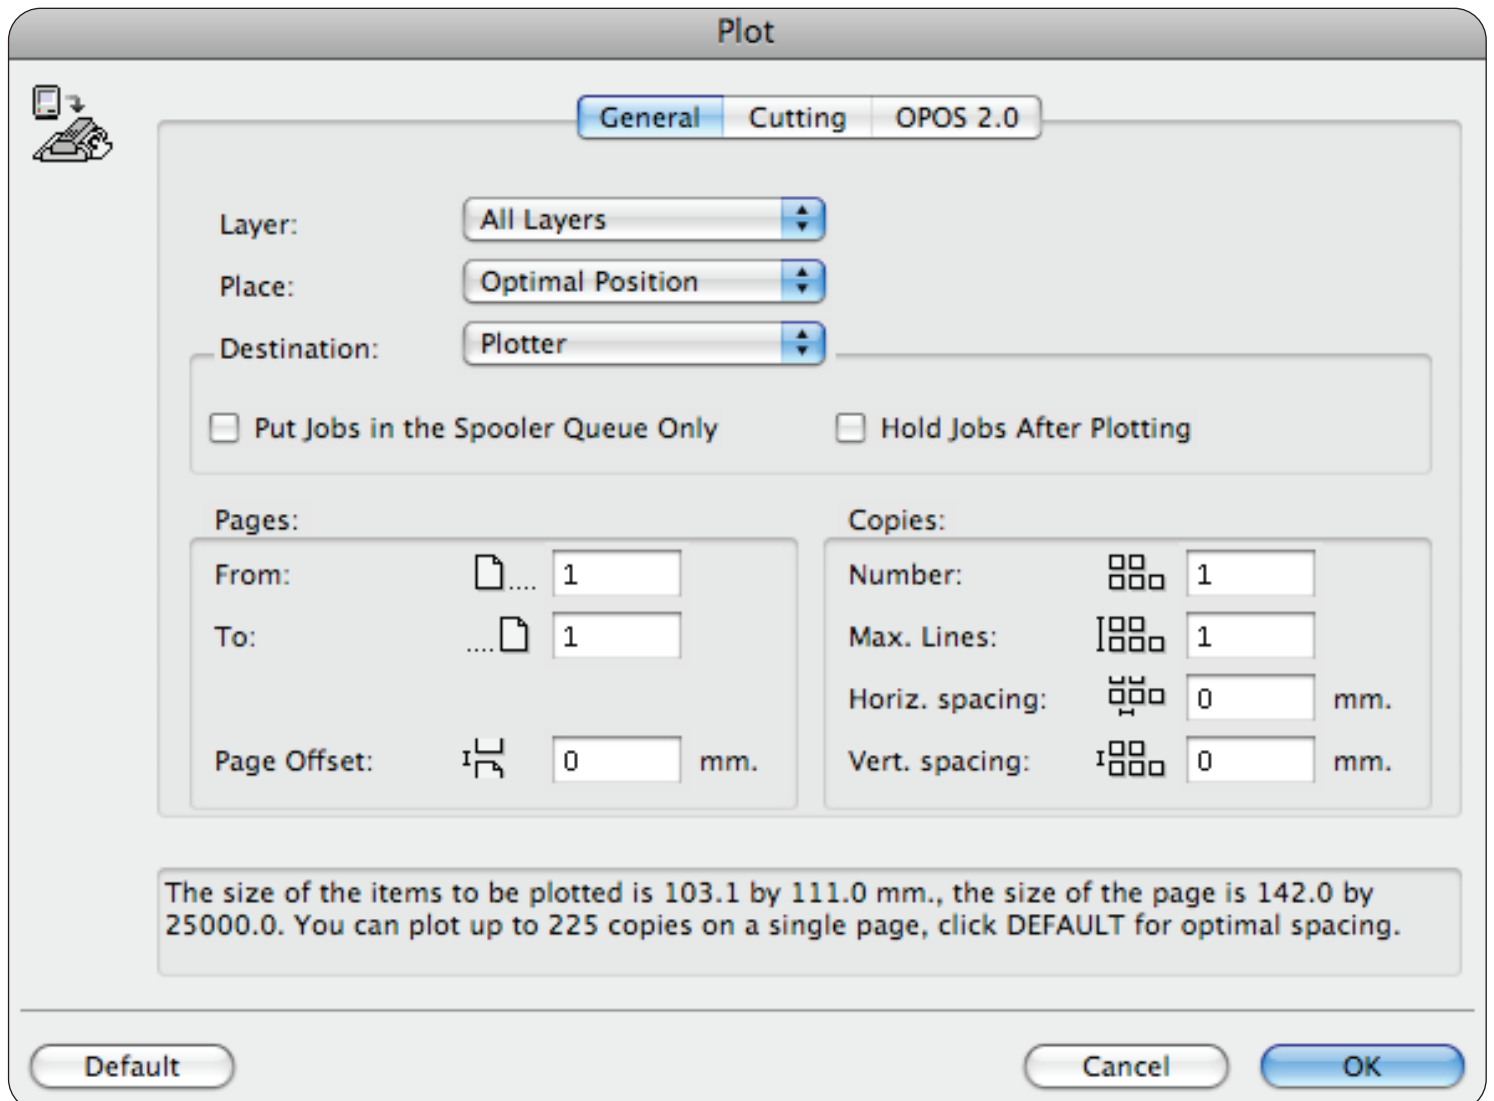 Plot
General Cutting OPOS 2.0
Layer: All Layers
Place: Optimal Position
Destination: Plotter
Put Jobs in the Spooler Queue Only Hold Jobs After Plotting
Pages: Copies:
From: 1 Number: 1
To: 1 Max. Lines: 1
Horiz. spacing: 0 mm.
Page Offset: 0 mm. Vert. spacing: 0 mm.
The size of the items to be plotted is 103.1 by 111.0 mm., the size of the page is 142.0 by
25000.0. You can plot up to 225 copies on a single page, click DEFAULT for optimal spacing.
Default Cancel OK